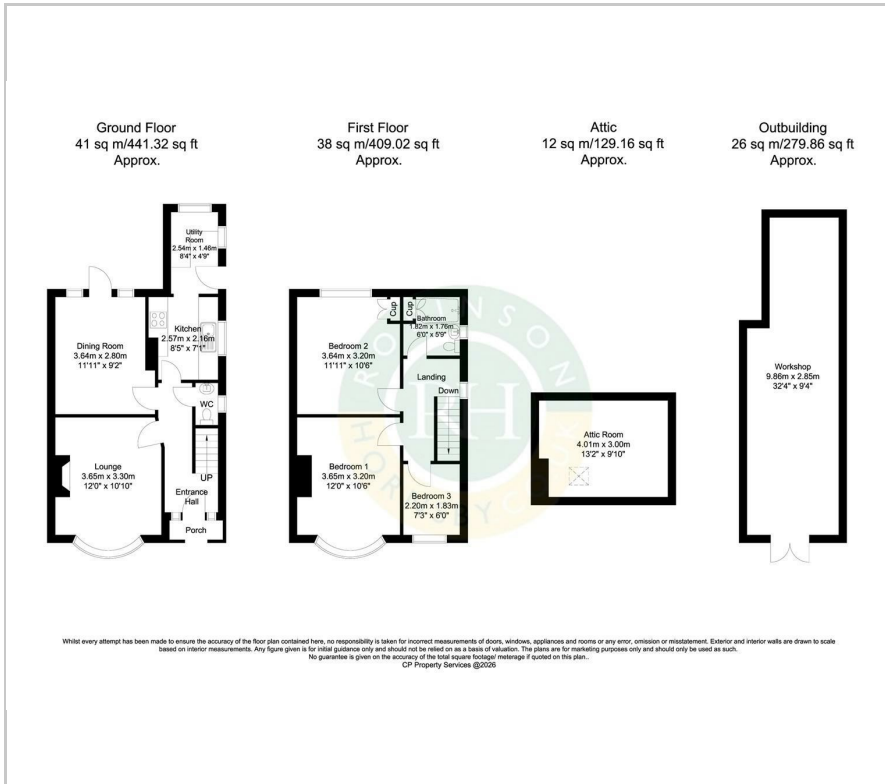 Ground Floor
41 sq m/441.32 sq ft
Approx.
First Floor
38 sq m/409.02 sq ft
Approx.
Attic
12 sq m/129.16 sq ft
Approx.
Outbuilding
26 sq m/279.86 sq ft
Approx.
Utility
Room
2.54m x 1.46m
8'4" x 4'9"
Kitchen
2.57m x 2.16m
8'5" x 7'1"
Dining Room
3.64m x 2.80m
11'11" x 9'2"
WC
Lounge
3.65m x 3.30m
12'0" x 10'10"
UP
Entrance
Hall
Porch
Cup
Cup
Bathroom
1.82m x 1.76m
6'0" x 5'9"
Bedroom 2
3.64m x 3.20m
11'11" x 10'6"
Landing
Down
Bedroom 1
3.65m x 3.20m
12'0" x 10'6"
Bedroom 3
2.20m x 1.83m
7'3" x 6'0"
Attic Room
4.01m x 3.00m
13'2" x 9'10"
Workshop
9.86m x 2.85m
32'4" x 9'4"
Whilst every attempt has been made to ensure the accuracy of the floor plan contained here, no responsibility is taken for incorrect measurements of doors, windows, appliances and rooms or any error, omission or misstatement. Exterior and interior walls are drawn to scale
based on interior measurements. Any figure given is for initial guidance only and should not be relied on as a basis of valuation. The plans are for marketing purposes only and should only be used as such.
No guarantee is given on the accuracy of the total square footage/ meterage if quoted on this plan..
CP Property Services @2026